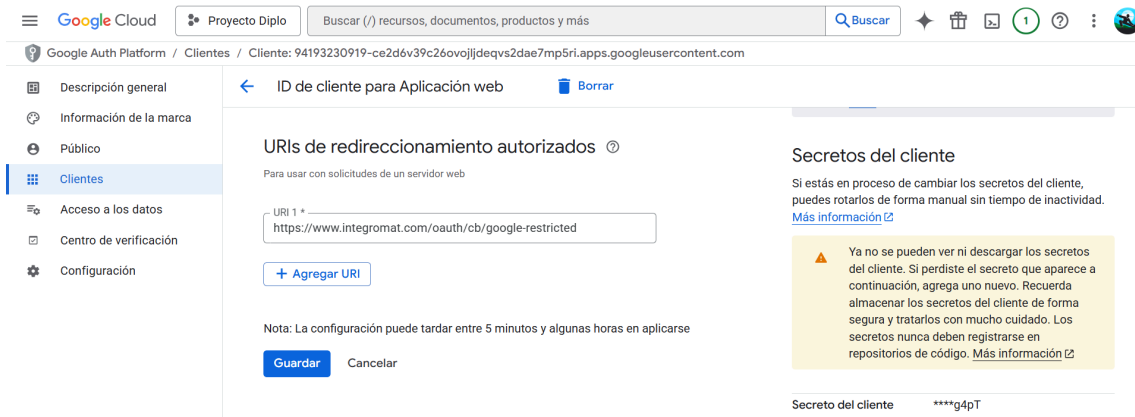 Google Cloud
Proyecto Diplo
Buscar (/) recursos, documentos, productos y más
Buscar
1
Google Auth Platform / Clientes / Cliente: 94193230919-ce2d6v39c26ovojljdeqvs2dae7mp5ri.apps.googleusercontent.com
Descripción general
Información de la marca
Público
Clientes
Acceso a los datos
Centro de verificación
Configuración
ID de cliente para Aplicación web
Borrar
URIs de redireccionamiento autorizados
Para usar con solicitudes de un servidor web
URI 1 *
https://www.integromat.com/oauth/cb/google-restricted
+ Agregar URI
Nota: La configuración puede tardar entre 5 minutos y algunas horas en aplicarse
Guardar
Cancelar
Secretos del cliente
Si estás en proceso de cambiar los secretos del cliente,
puedes rotarlos de forma manual sin tiempo de inactividad.
Más información
Ya no se pueden ver ni descargar los secretos
del cliente. Si perdiste el secreto que aparece a
continuación, agrega uno nuevo. Recuerda
almacenar los secretos del cliente de forma
segura y tratarlos con mucho cuidado. Los
secretos nunca deben registrarse en
repositorios de código. Más información
Secreto del cliente ****g4pT